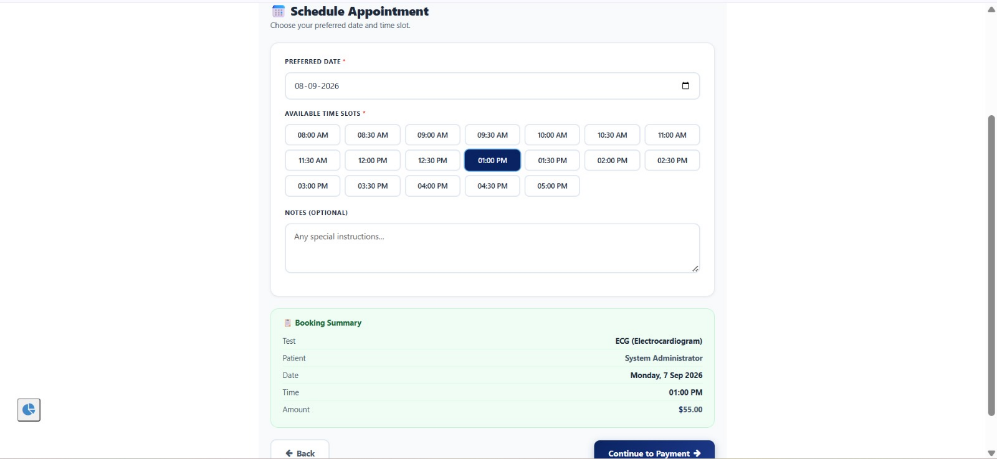 Schedule Appointment
Choose your preferred date and time slot.
PREFERRED DATE *
08-09-2026
AVAILABLE TIME SLOTS *
08:00 AM 08:30 AM 09:00 AM 09:30 AM 10:00 AM 10:30 AM 11:00 AM
11:30 AM 12:00 PM 12:30 PM 01:00 PM 01:30 PM 02:00 PM 02:30 PM
03:00 PM 03:30 PM 04:00 PM 04:30 PM 05:00 PM
NOTES (OPTIONAL)
Any special instructions...
Booking Summary
Test ECG (Electrocardiogram)
Patient System Administrator
Date Monday, 7 Sep 2026
Time 01:00 PM
Amount $55.00
← Back Continue to Payment →